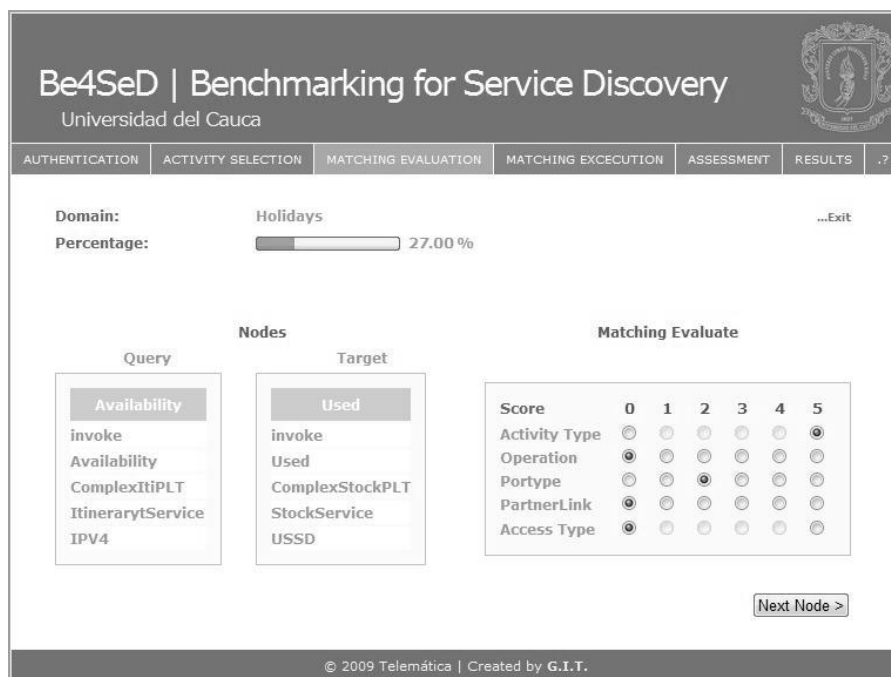 Be4SeD | Benchmarking for Service Discovery
Universidad del Cauca
AUTHENTICATION ACTIVITY SELECTION MATCHING EVALUATION MATCHING EXCECUTION ASSESSMENT RESULTS .?
Domain: Holidays ...Exit
Percentage: 27.00 %
Nodes Matching Evaluate
Query Target
Availability Used
invoke invoke
Availability Used
ComplexItiPLT ComplexStockPLT
ItinerarytService StockService
IPV4 USSD
Score 0 1 2 3 4 5
Activity Type
Operation
Portype
PartnerLink
Access Type
Next Node >
© 2009 Telemática | Created by G.I.T.